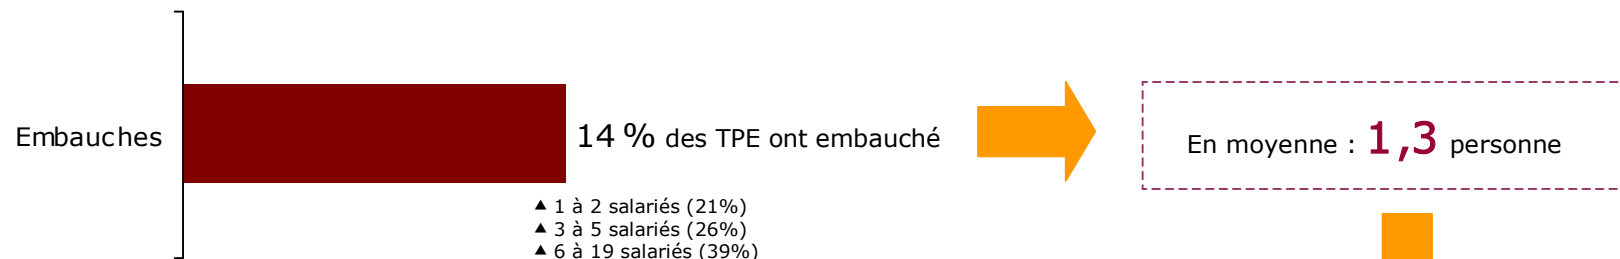 Embauches
14 % des TPE ont embauché
▲ 1 à 2 salariés (21%)
▲ 3 à 5 salariés (26%)
▲ 6 à 19 salariés (39%)
En moyenne : 1,3 personne